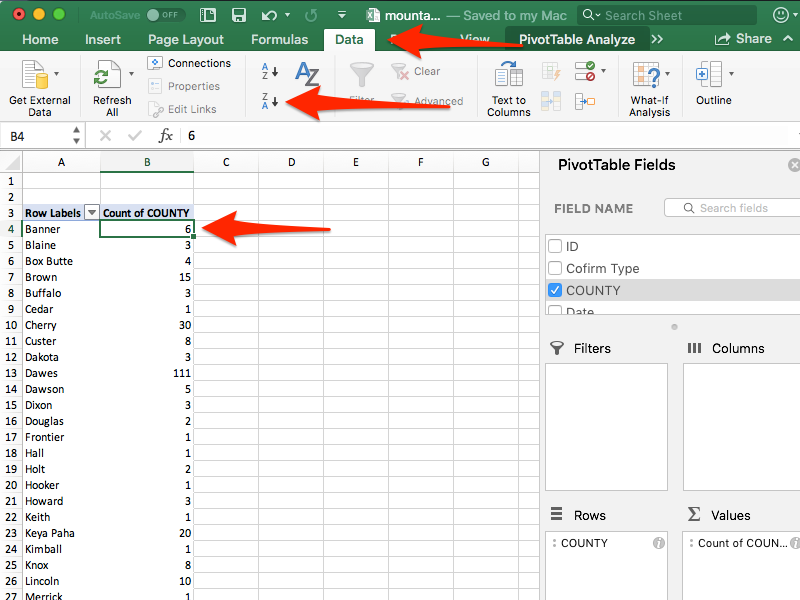 AutoSave OFF mounta... — Saved to my Mac Search Sheet
Home Insert Page Layout Formulas Data View PivotTable Analyze >> Share
Get External Data
Refresh All
Connections
Properties
Edit Links
A Z
Z A
A Z
Filter
Clear
Advanced
Text to Columns
What-If Analysis
Outline
B4 fx 6
A B C D E F G
1
2
3 Row Labels Count of COUNTY
4 Banner 6
5 Blaine 3
6 Box Butte 4
7 Brown 15
8 Buffalo 3
9 Cedar 1
10 Cherry 30
11 Custer 8
12 Dakota 3
13 Dawes 111
14 Dawson 5
15 Dixon 3
16 Douglas 2
17 Frontier 1
18 Hall 1
19 Holt 2
20 Hooker 1
21 Howard 3
22 Keith 1
23 Keya Paha 20
24 Kimball 1
25 Knox 8
26 Lincoln 10
27 Merrick 1
PivotTable Fields
FIELD NAME Search fields
ID
Cofirm Type
COUNTY
Date
Filters
Columns
Rows
Values
COUNTY
Count of COUN...